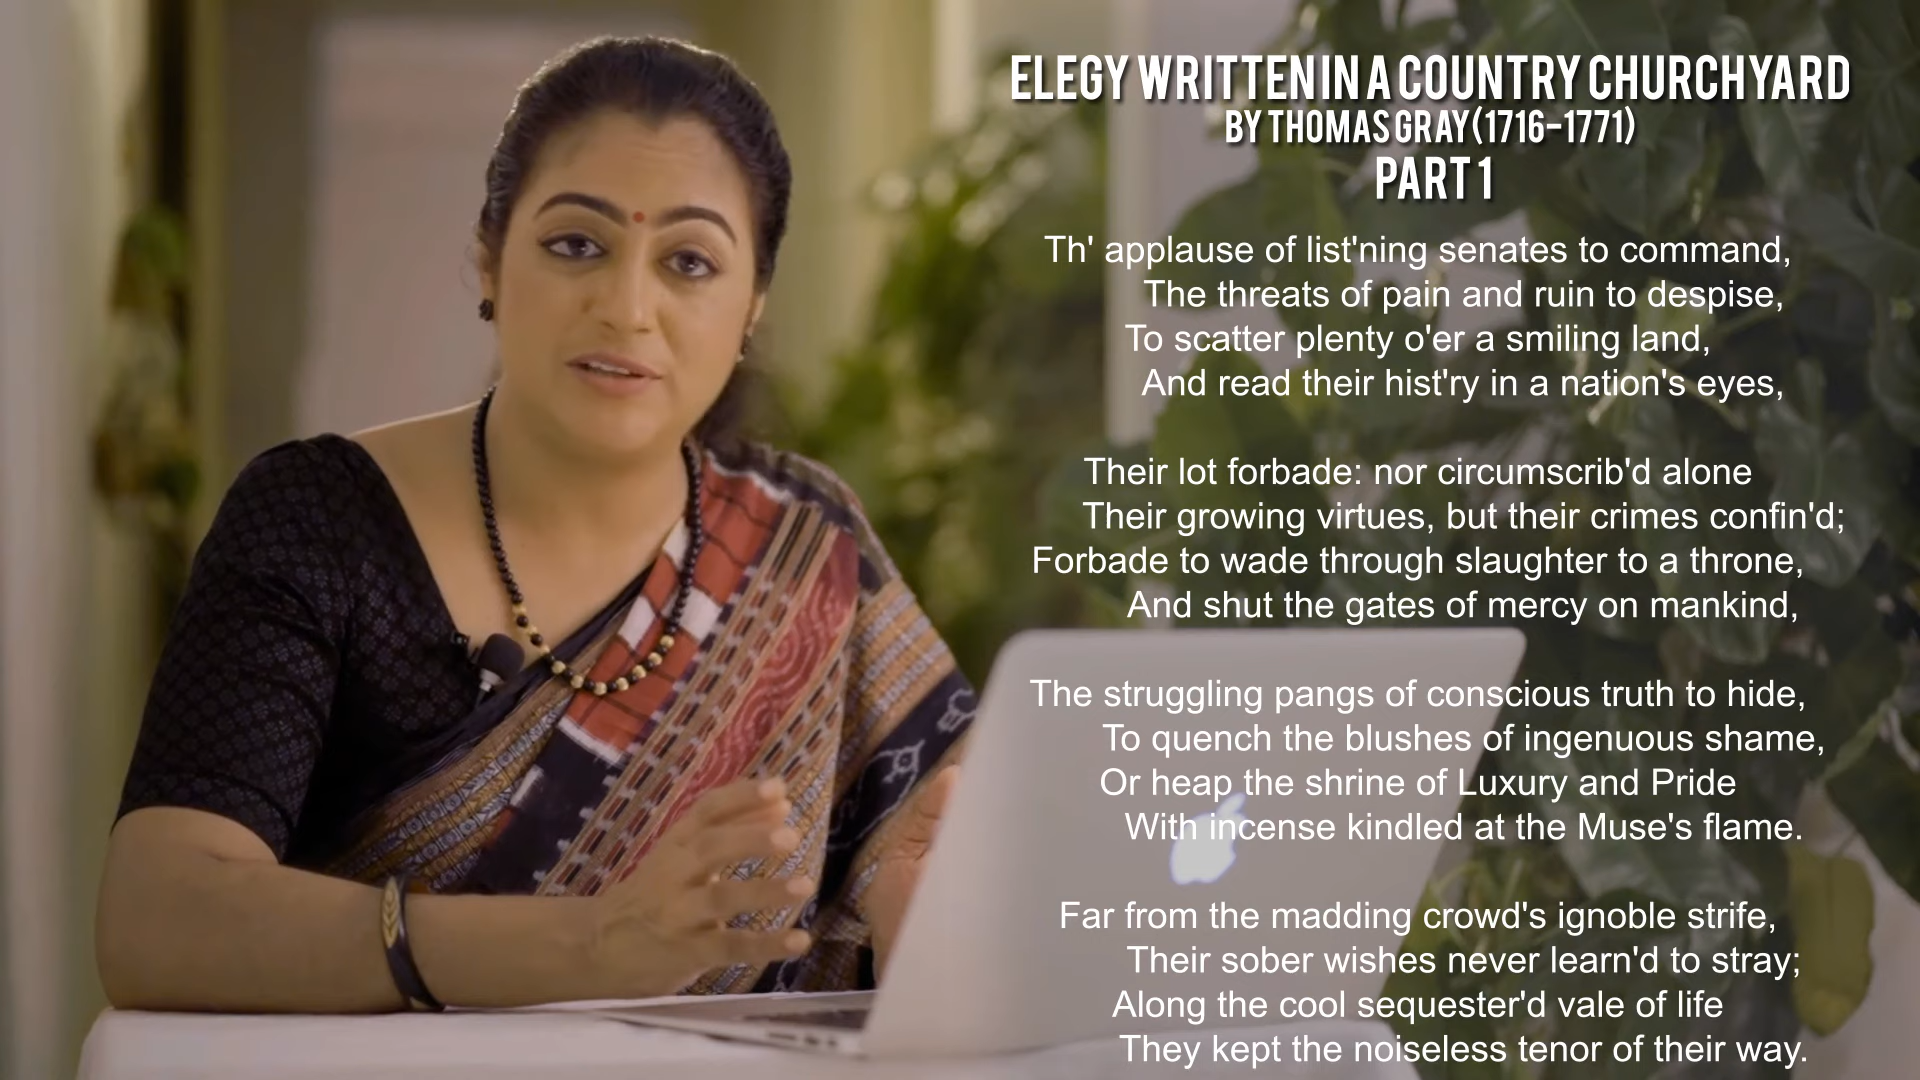 ELEGY WRITTEN IN A COUNTRY CHURCHYARD
BY THOMAS GRAY (1716-1771)
PART 1
Th' applause of list'ning senates to command,
The threats of pain and ruin to despise,
To scatter plenty o'er a smiling land,
And read their hist'ry in a nation's eyes,
Their lot forbade: nor circumscrib'd alone
Their growing virtues, but their crimes confin'd;
Forbade to wade through slaughter to a throne,
And shut the gates of mercy on mankind,
The struggling pangs of conscious truth to hide,
To quench the blushes of ingenuous shame,
Or heap the shrine of Luxury and Pride
With incense kindled at the Muse's flame.
Far from the madding crowd's ignoble strife,
Their sober wishes never learn'd to stray;
Along the cool sequester'd vale of life
They kept the noiseless tenor of their way.